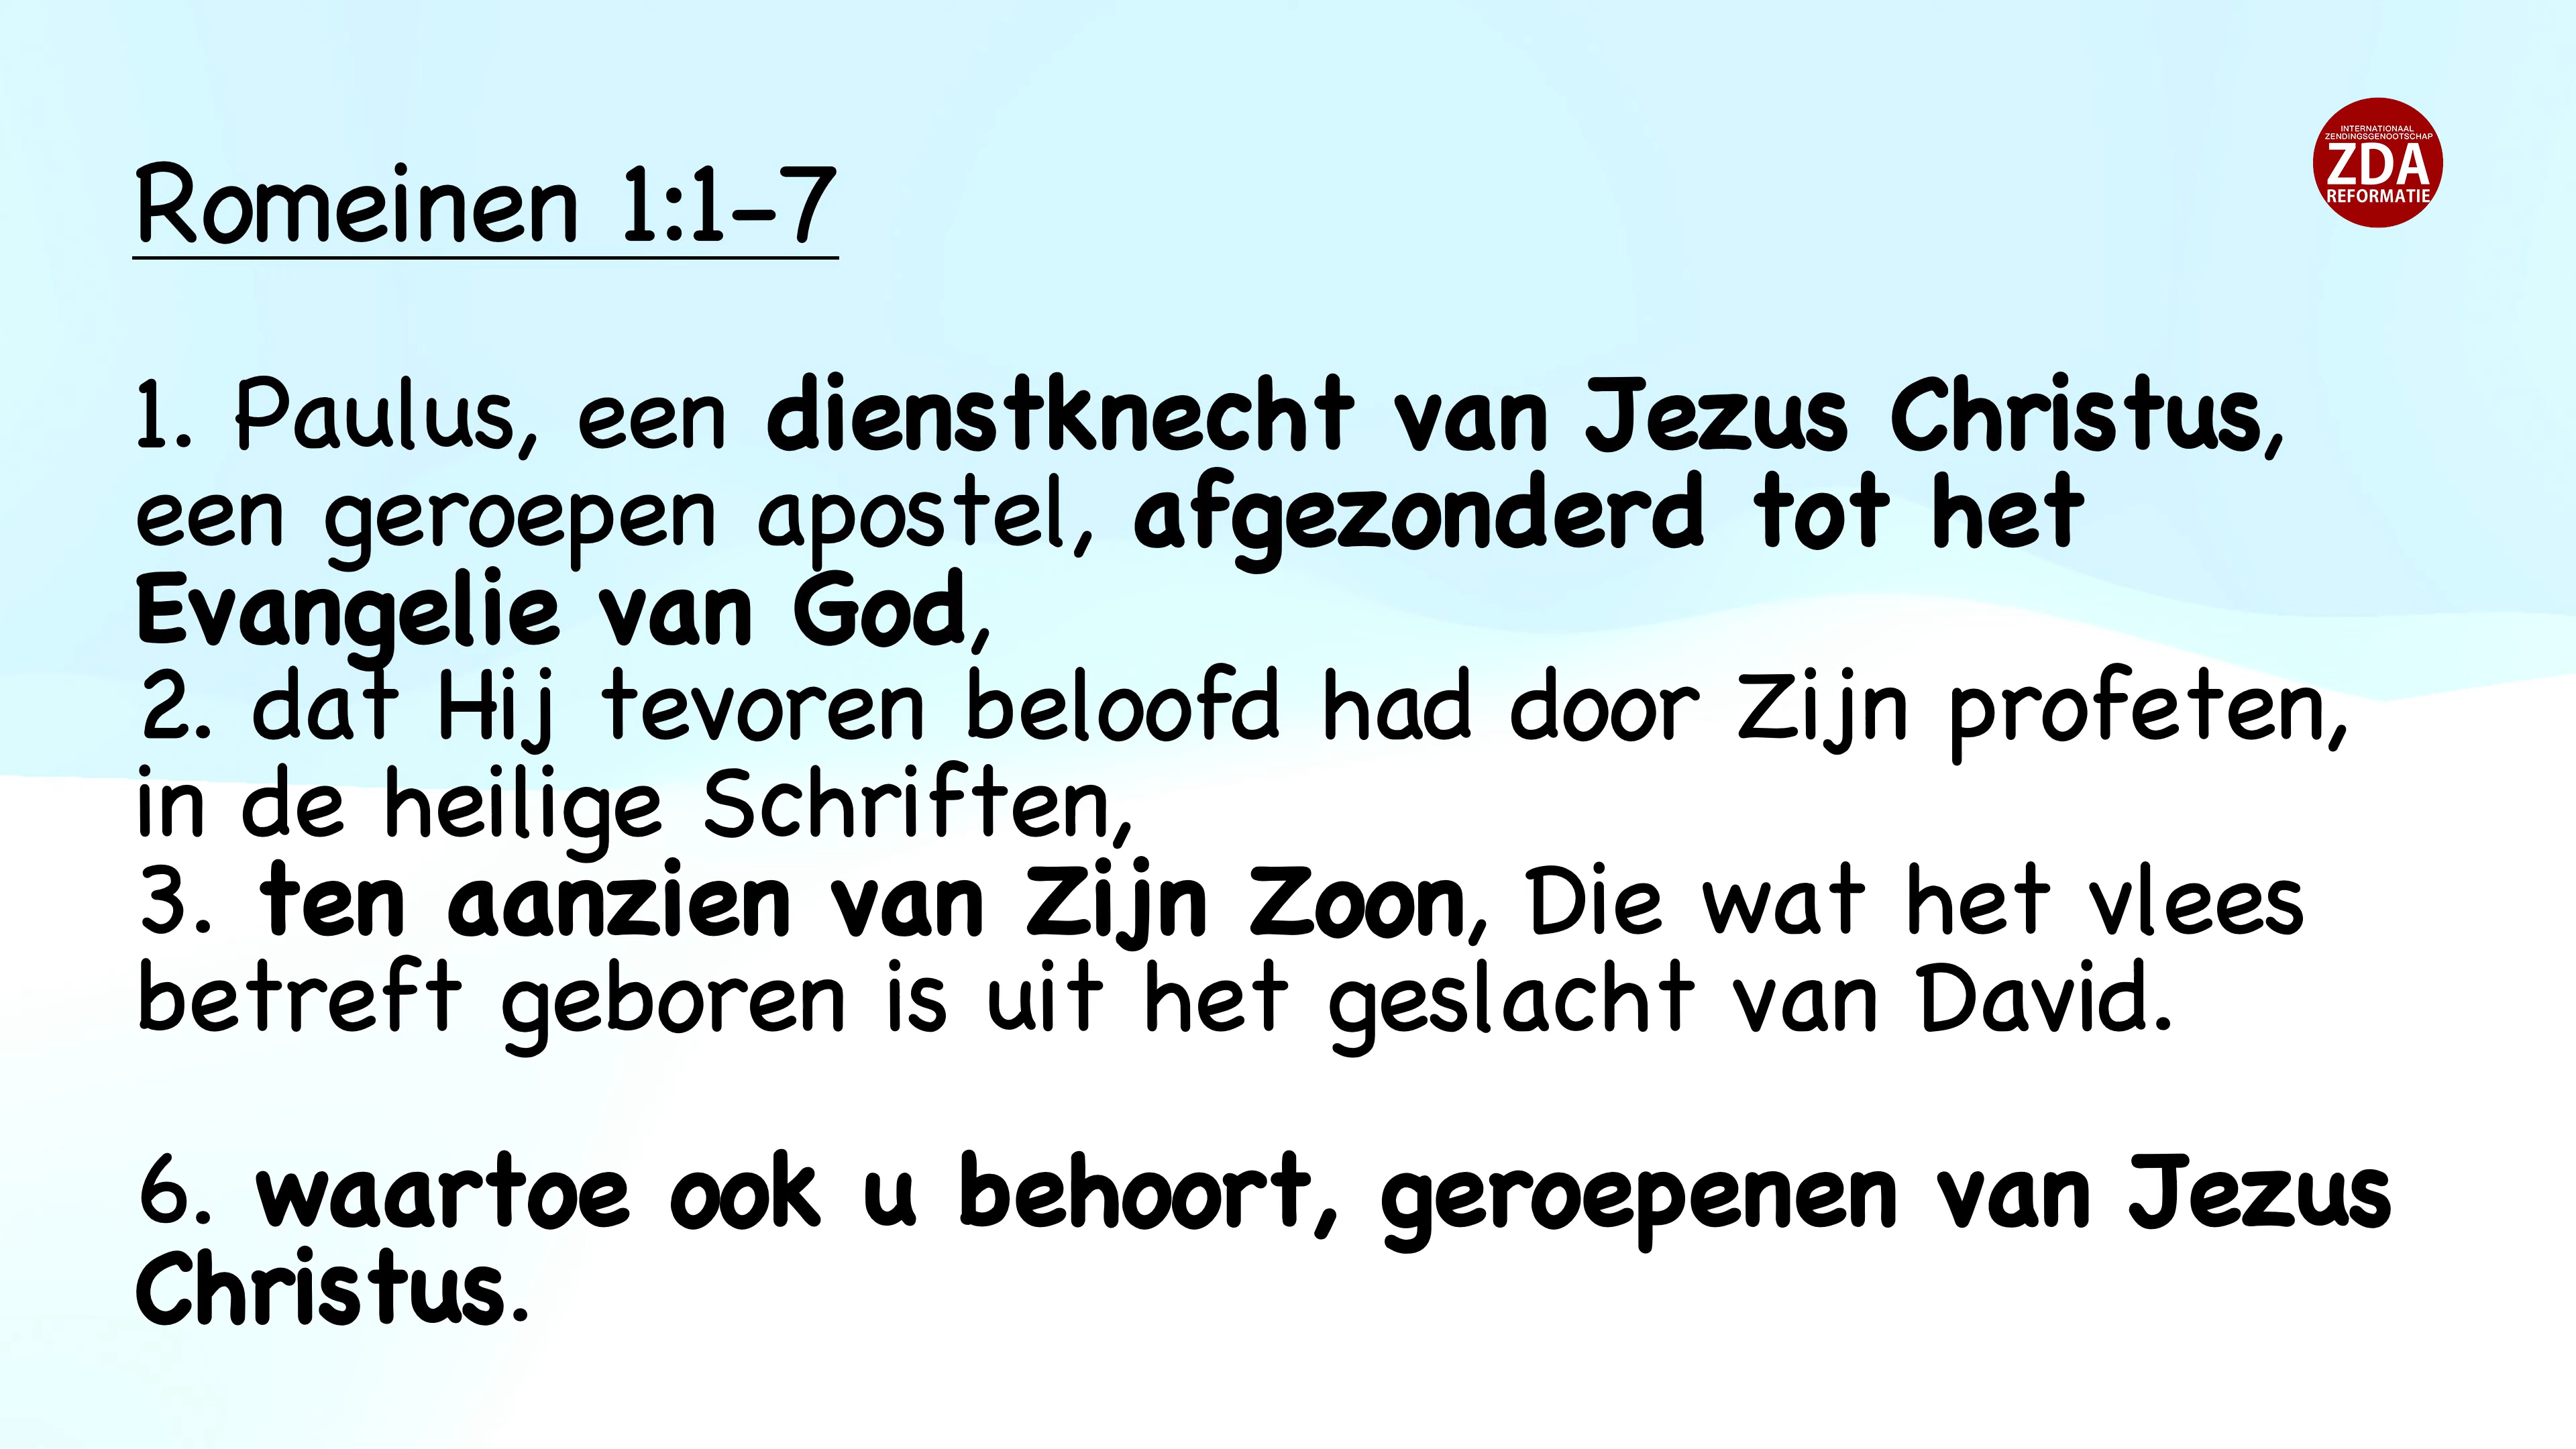 Romeinen 1:1-7
INTERNATIONAAL
ZENDINGSGENOOTSCHAP
ZDA
REFORMATIE
1. Paulus, een dienstknecht van Jezus Christus,
een geroepen apostel, afgezonderd tot het
Evangelie van God,
2. dat Hij tevoren beloofd had door Zijn profeten,
in de heilige Schriften,
3. ten aanzien van Zijn Zoon, Die wat het vlees
betreft geboren is uit het geslacht van David.
6. waartoe ook u behoort, geroepenen van Jezus
Christus.